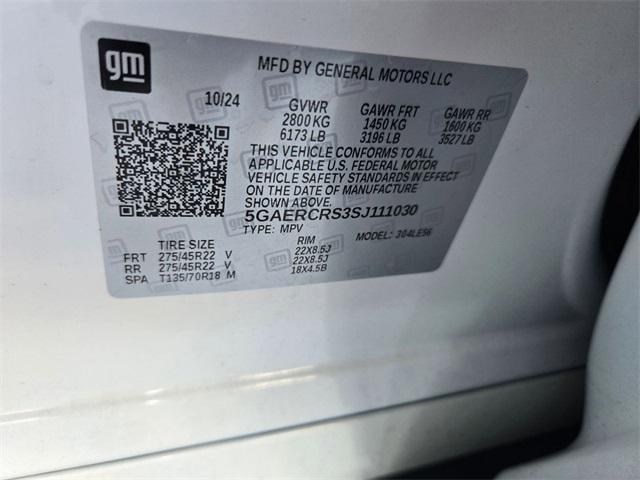 gm
MFD BY GENERAL MOTORS LLC
10/24 GVWR GAWR FRT GAWR RR
2800 KG 1450 KG 1600 KG
6173 LB 3196 LB 3527 LB
THIS VEHICLE CONFORMS TO ALL
APPLICABLE U.S. FEDERAL MOTOR
VEHICLE SAFETY STANDARDS IN EFFECT
ON THE DATE OF MANUFACTURE
SHOWN ABOVE.
5GAERCRS3SJ111030
TYPE: MPV MODEL: 304LE56
TIRE SIZE RIM
FRT 275/45R22 V 22X8.5J
RR 275/45R22 V 22X8.5J
SPA T135/70R18 M 18X4.5B